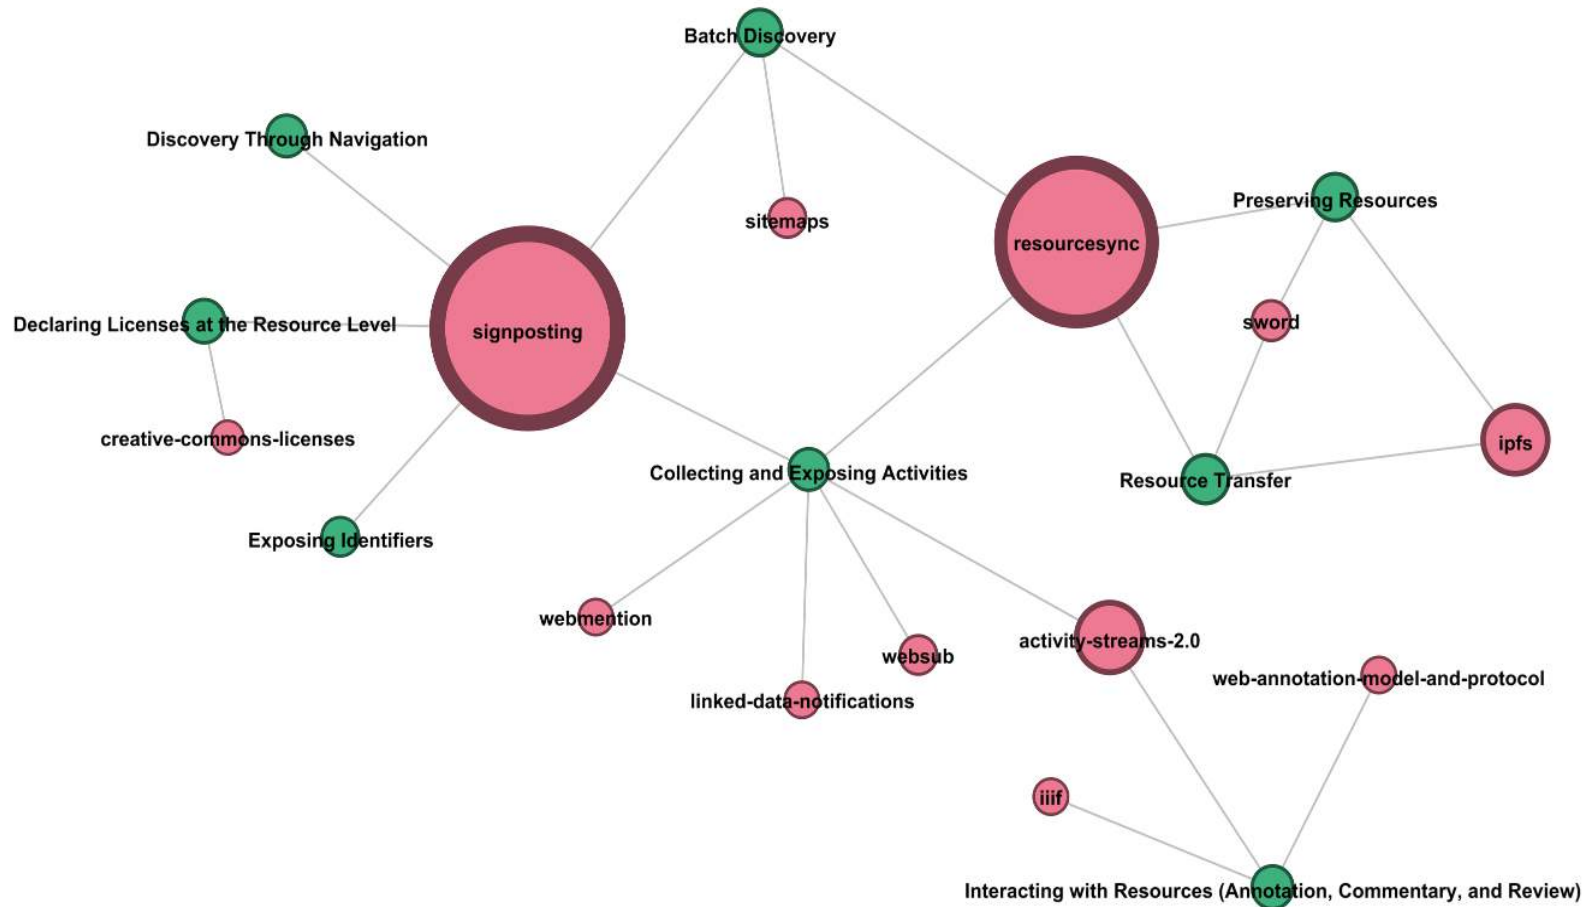 Batch Discovery
Discovery Through Navigation
Preserving Resources
sitemaps
resourcesync
Declaring Licenses at the Resource Level
signposting
sword
creative-commons-licenses
ipfs
Collecting and Exposing Activities
Resource Transfer
Exposing Identifiers
webmention
activity-streams-2.0
websub
web-annotation-model-and-protocol
linked-data-notifications
iiif
Interacting with Resources (Annotation, Commentary, and Review)